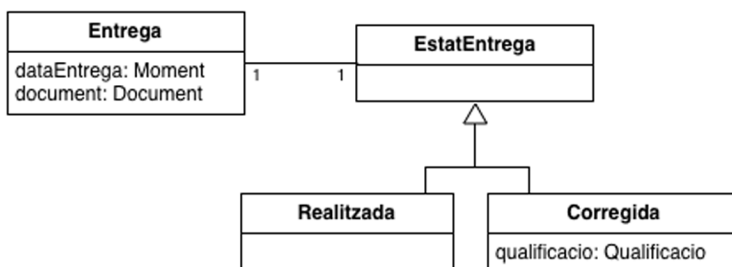 Entrega
dataEntrega: Moment
document: Document
1
1
EstatEntrega
Realitzada
Corregida
qualificacio: Qualificacio